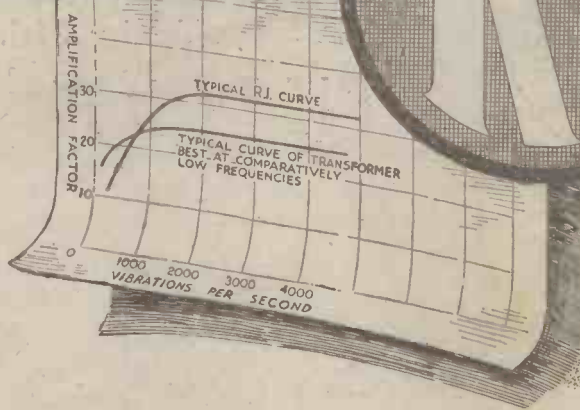 AMPLIFICATION FACTOR
30
20
10
0
TYPICAL R.J. CURVE
TYPICAL CURVE OF TRANSFORMER
BEST AT COMPARATIVELY
LOW FREQUENCIES
1000 2000 3000 4000
VIBRATIONS PER SECOND